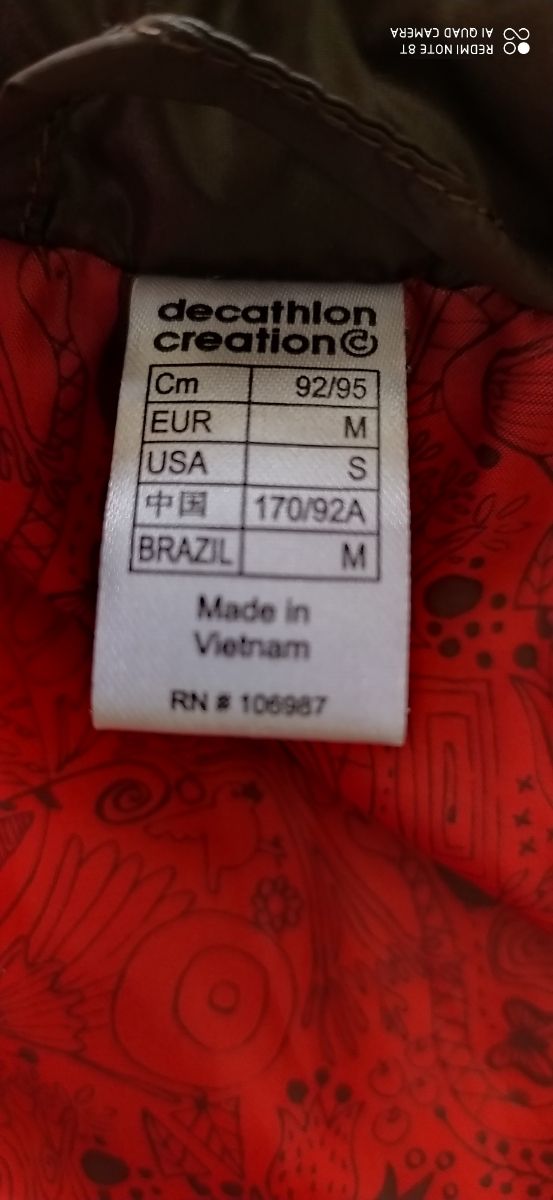 decathlon
creation©
Cm 92/95
EUR M
USA S
中国 170/92A
BRAZIL M
Made in
Vietnam
RN # 106987
REDMI NOTE 8T
AI QUAD CAMERA